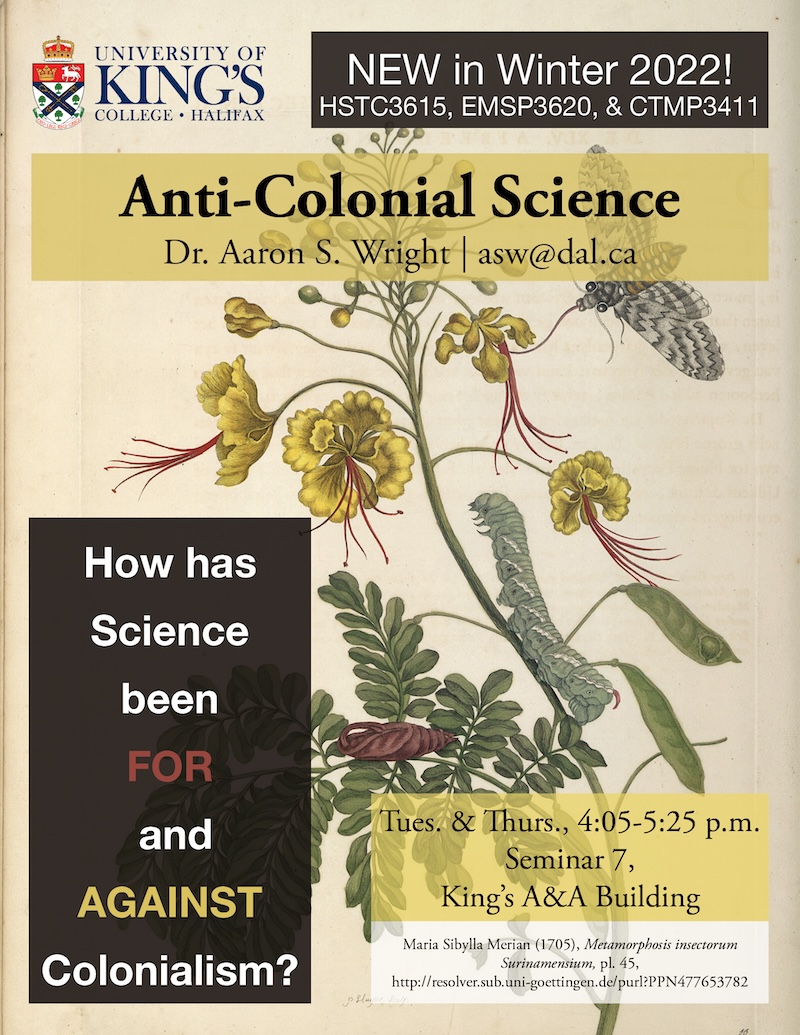 UNIVERSITY OF
KING'S
COLLEGE • HALIFAX
NEW in Winter 2022!
HSTC3615, EMSP3620, & CTMP3411
Anti-Colonial Science
Dr. Aaron S. Wright | asw@dal.ca
How has
Science
been
FOR
and
AGAINST
Colonialism?
Tues. & Thurs., 4:05-5:25 p.m.
Seminar 7,
King's A&A Building
Maria Sibylla Merian (1705), Metamorphosis insectorum
Surinamensium, pl. 45,
http://resolver.sub.uni-goettingen.de/purl?PPN477653782